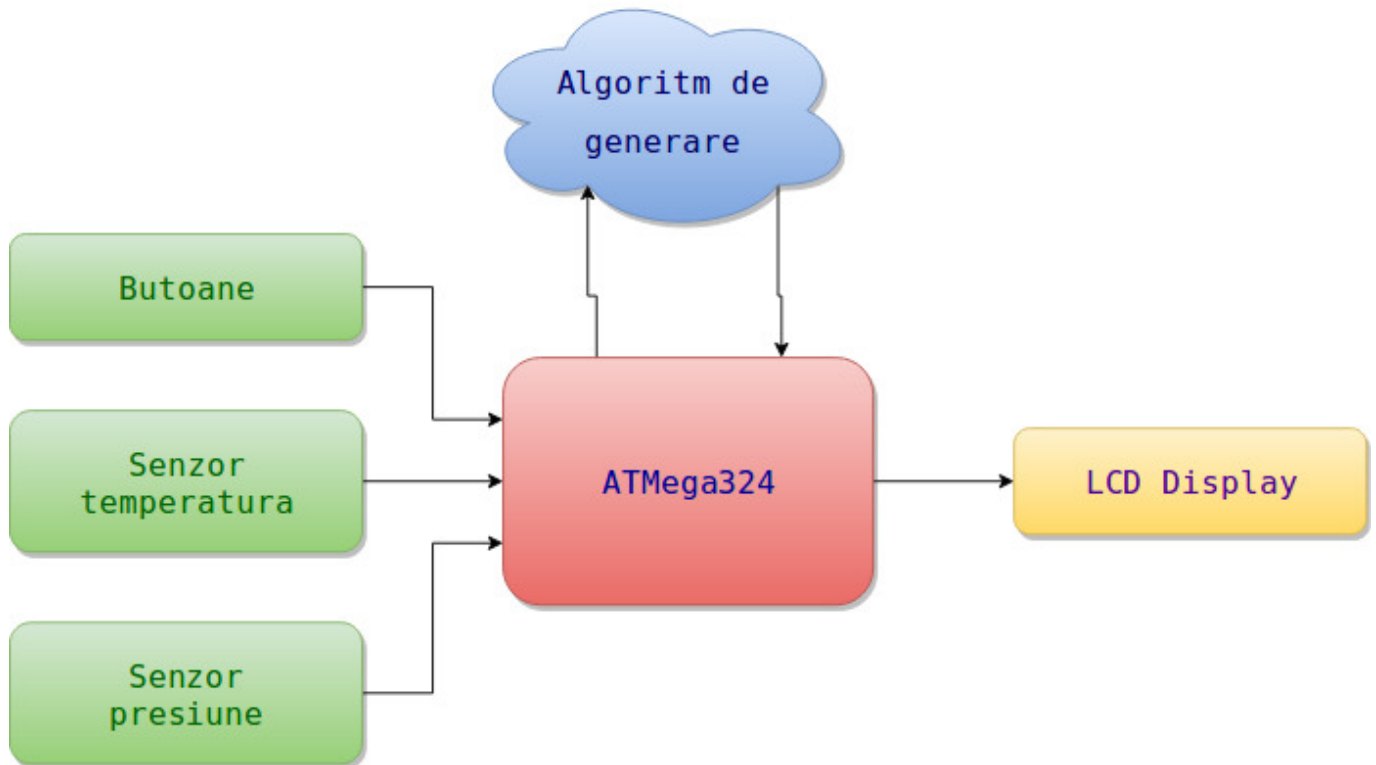 Algoritm de
generare
Butoane
Senzor
temperatura
ATMega324
LCD Display
Senzor
presiune